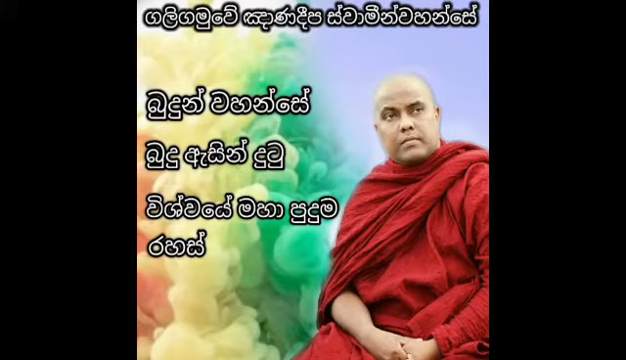 ගලිගමුවේ ඤාණදීප ස්වාමීන්වහන්සේ
බුදුන් වහන්සේ
බුදු ඇසින් දුටු
විශ්වයේ මහා පුදුම
රහස්